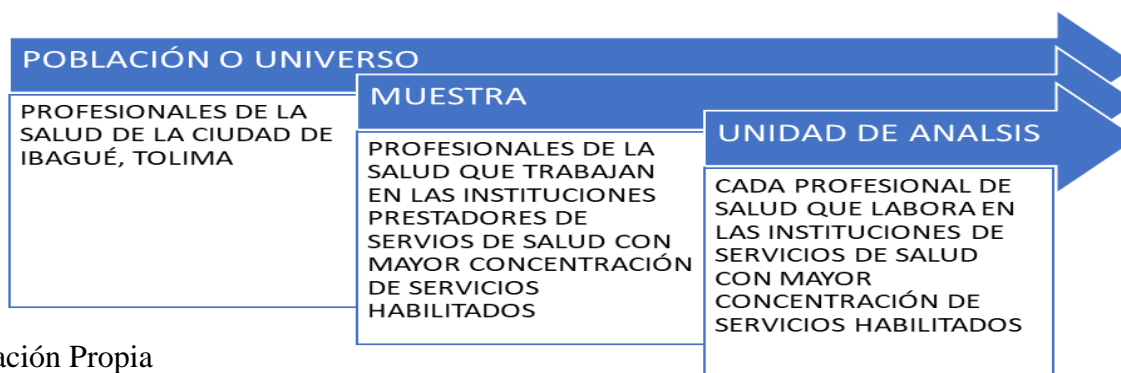 POBLACIÓN O UNIVERSO
PROFESIONALES DE LA
SALUD DE LA CIUDAD DE
IBAGUÉ, TOLIMA
MUESTRA
PROFESIONALES DE LA
SALUD QUE TRABAJAN
EN LAS INSTITUCIONES
PRESTADORES DE
SERVIOS DE SALUD CON
MAYOR CONCENTRACIÓN
DE SERVICIOS
HABILITADOS
UNIDAD DE ANALSIS
CADA PROFESIONAL DE
SALUD QUE LABORA EN
LAS INSTITUCIONES DE
SERVICIOS DE SALUD
CON MAYOR
CONCENTRACIÓN DE
SERVICIOS HABILITADOS
ación Propia